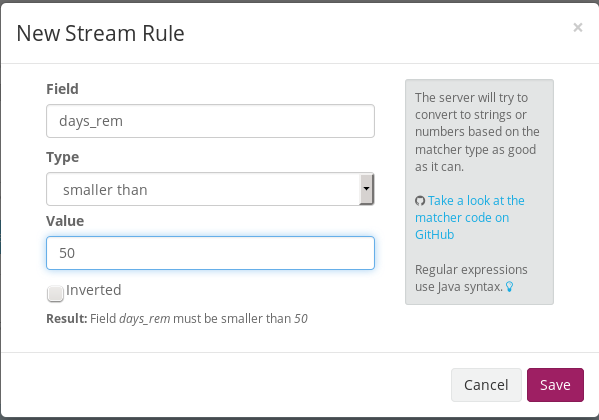 New Stream Rule
×
Field
days_rem
Type
smaller than
Value
50
Inverted
Result: Field days_rem must be smaller than 50
The server will try to
convert to strings or
numbers based on the
matcher type as good
as it can.
Take a look at the
matcher code on
GitHub
Regular expressions
use Java syntax.
Cancel
Save